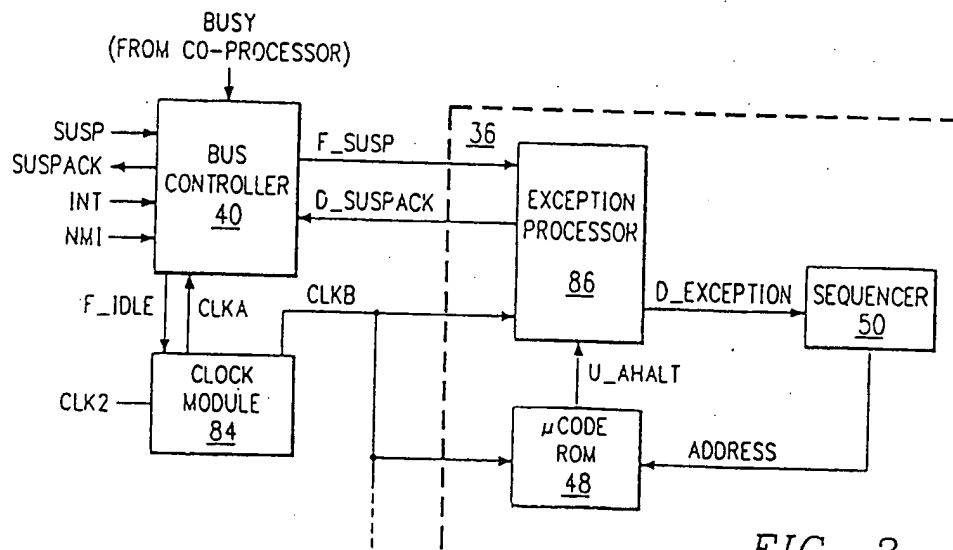 BUSY
(FROM CO-PROCESSOR)
SUSP
SUSPACK
INT
NMI
BUS
CONTROLLER
40
F_SUSP
D_SUSPACK
36
EXCEPTION
PROCESSOR
86
D_EXCEPTION
SEQUENCER
50
F_IDLE
CLKA
CLKB
U_AHALT
CLK2
CLOCK
MODULE
84
μCODE
ROM
48
ADDRESS